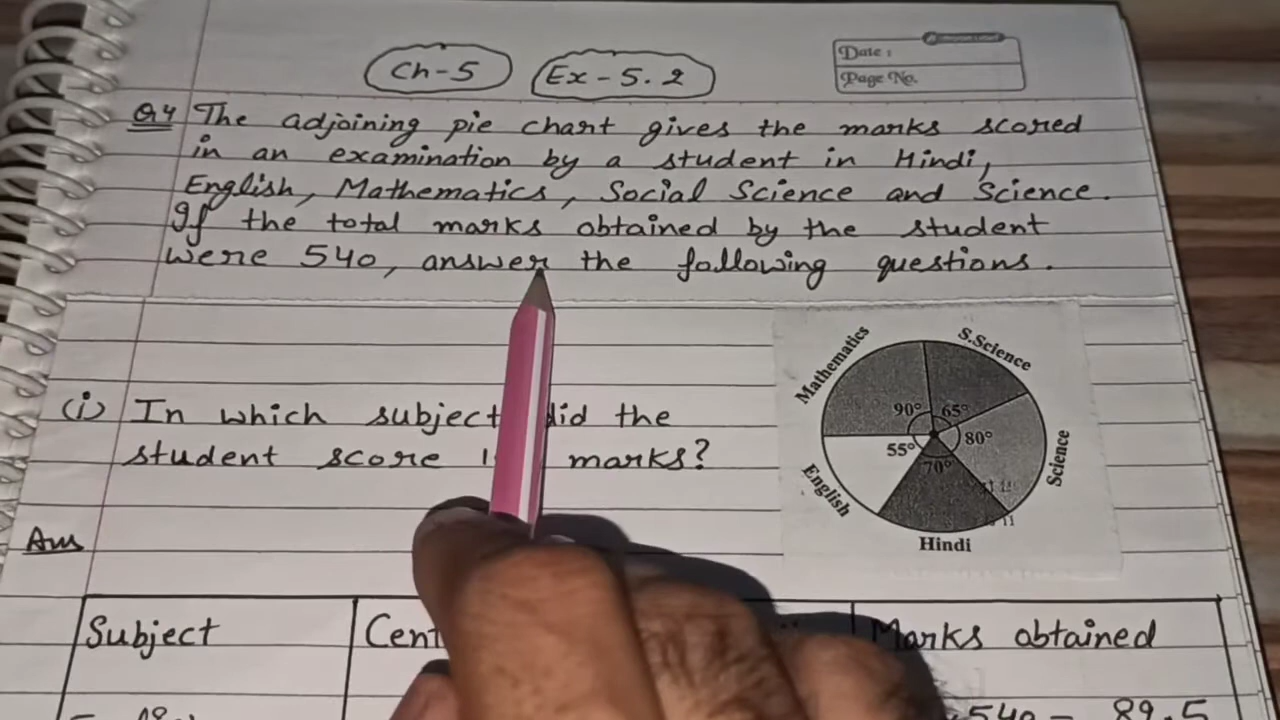 Ch-5
Ex-5.2
Date :
Page No.
Q4 The adjoining pie chart gives the marks scored
in an examination by a student in Hindi,
English, Mathematics, Social Science and Science.
If the total marks obtained by the student
were 540, answer the following questions.
(i) In which subject did the
student score marks?
Mathematics
S.Science
90°
65°
80°
55°
70°
Science
English
Hindi
Ans
Subject
Marks obtained
540 = 89.5